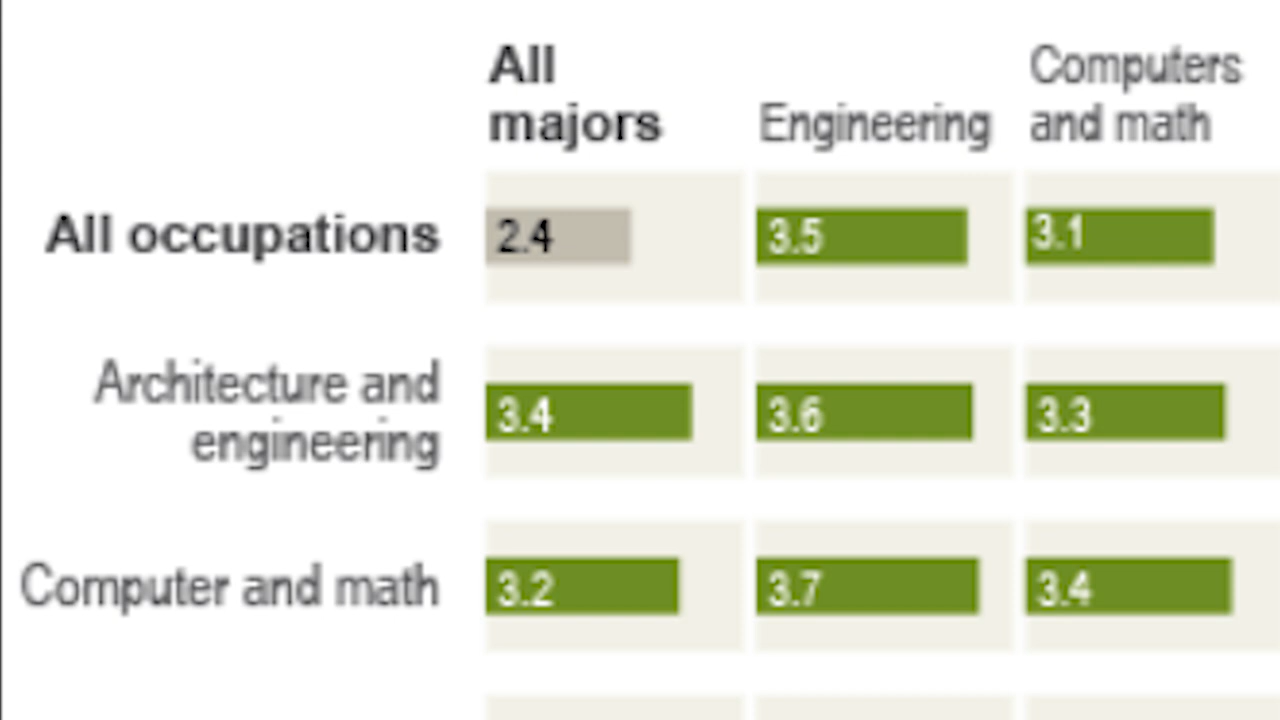 All
majors
Engineering
Computers
and math
All occupations
2.4
3.5
3.1
Architecture and
engineering
3.4
3.6
3.3
Computer and math
3.2
3.7
3.4